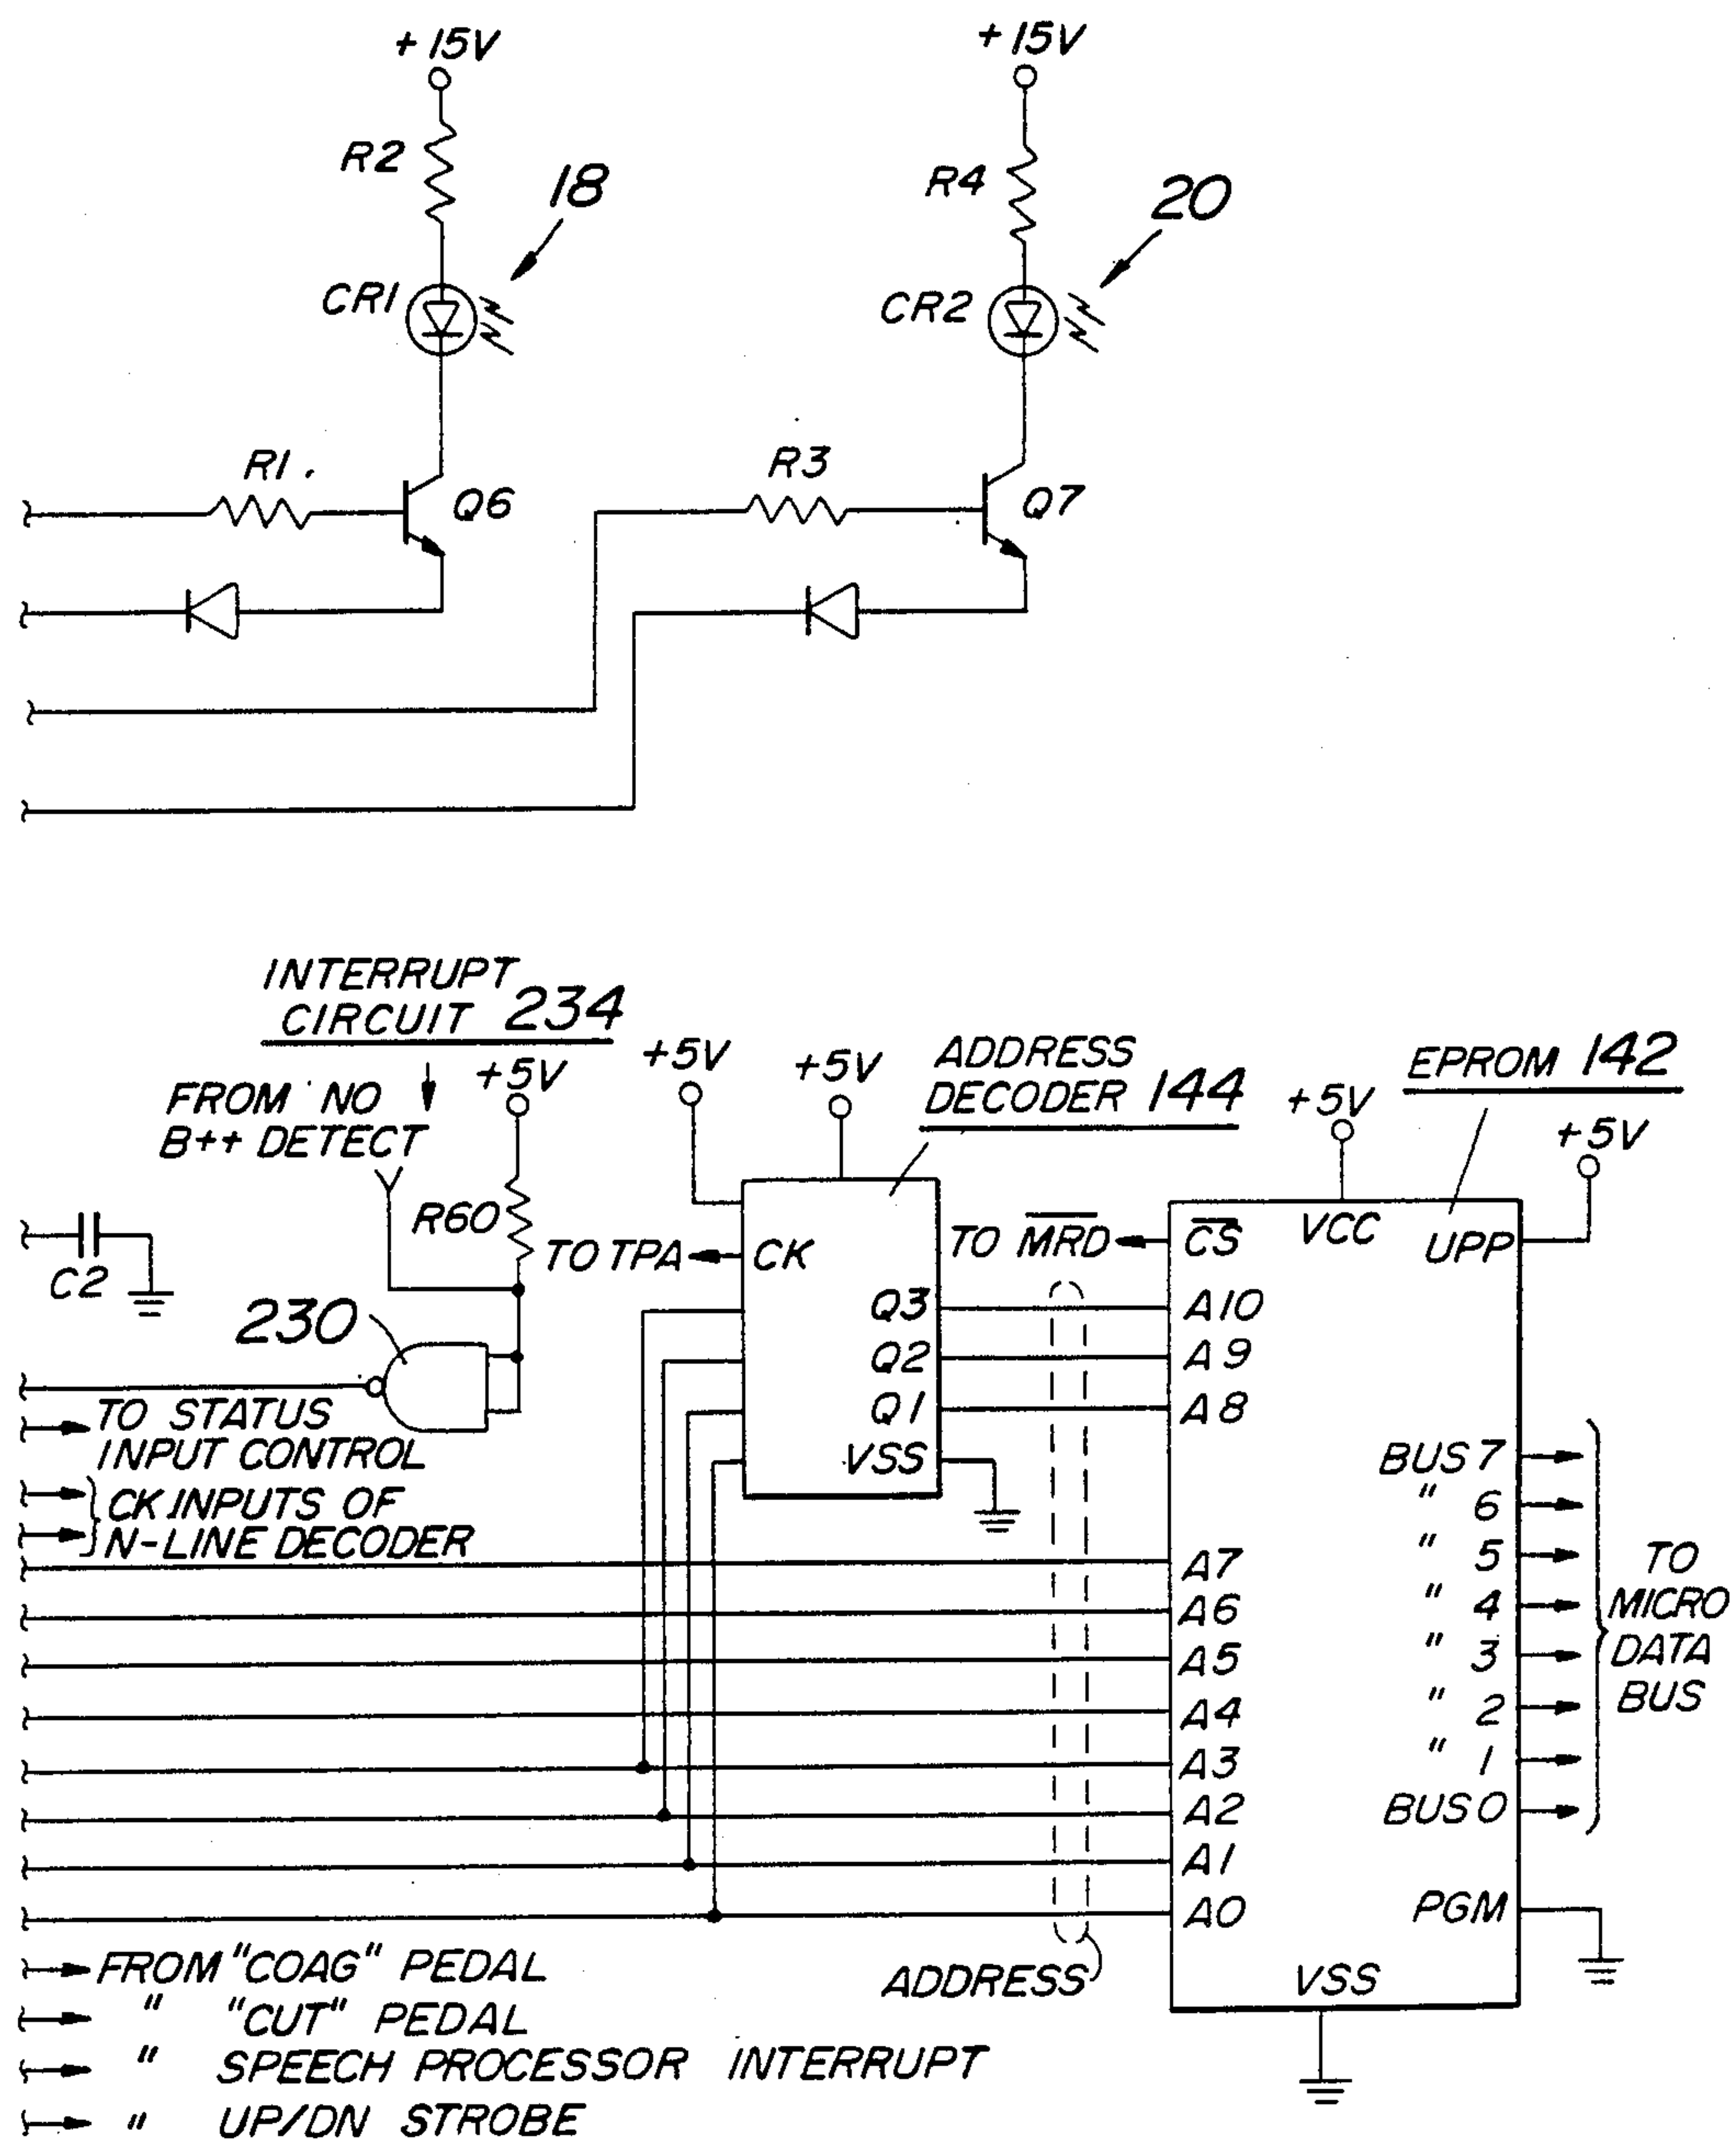 +15V
+15V
R2
R4
18
20
CR1
CR2
R1
R3
Q6
Q7
INTERRUPT
CIRCUIT 234
+5V
+5V
+5V
ADDRESS
DECODER 144
EPROM 142
+5V
+5V
FROM NO
B++ DETECT
R60
TO TPA
CK
TO MRD
CS
VCC
UPP
C2
230
Q3
A10
Q2
A9
Q1
A8
VSS
TO STATUS
INPUT CONTROL
CK INPUTS OF
N-LINE DECODER
BUS 7
" 6
" 5
" 4
" 3
" 2
" 1
BUS 0
TO
MICRO
DATA
BUS
A7
A6
A5
A4
A3
A2
A1
A0
PGM
ADDRESS
VSS
FROM "COAG" PEDAL
" "CUT" PEDAL
" SPEECH PROCESSOR INTERRUPT
" UP/DN STROBE